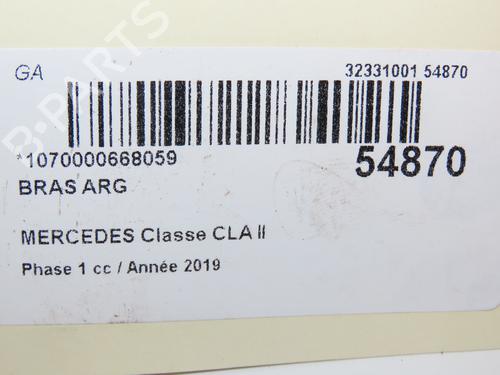 GA 32331001 54870
*1070000668059 54870
BRAS ARG
MERCEDES Classe CLA II
Phase 1 cc / Année 2019
B-PARTS